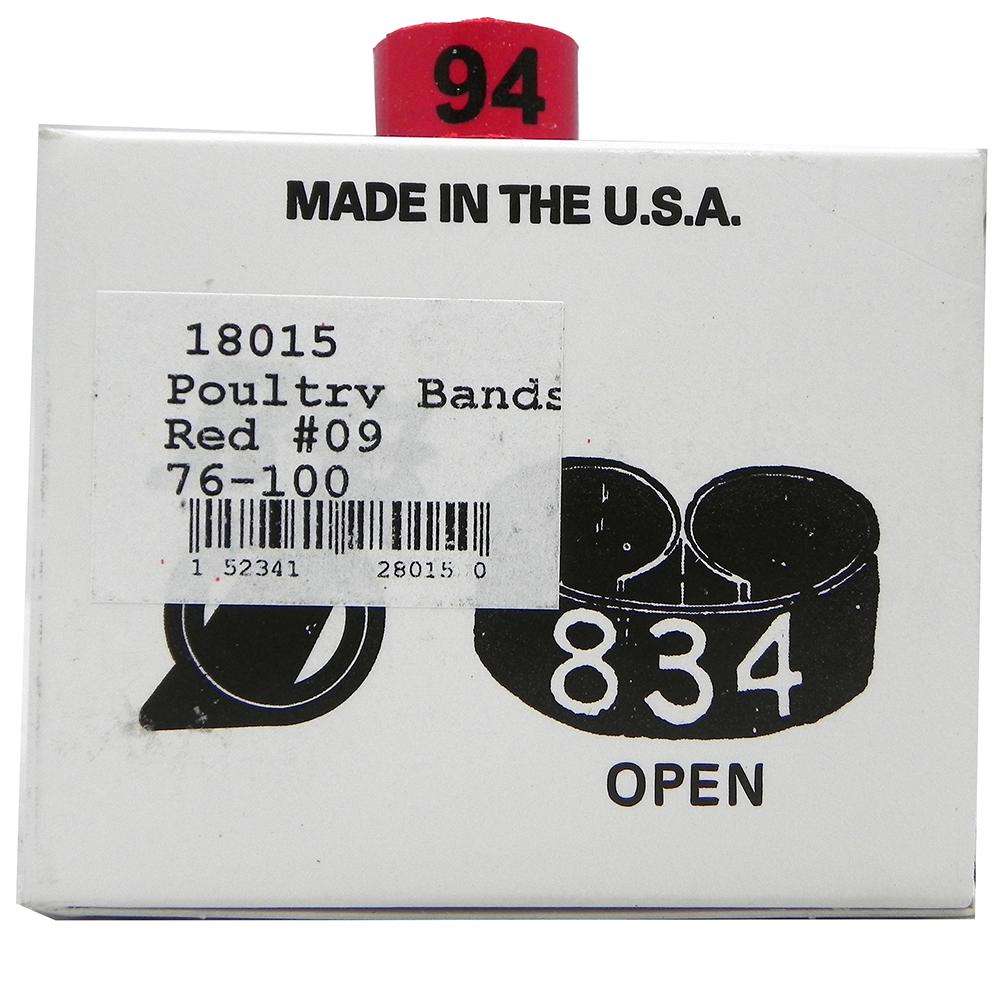 94
MADE IN THE U.S.A.
18015
Poultry Bands
Red #09
76-100
1 52341 28015 0
834
OPEN